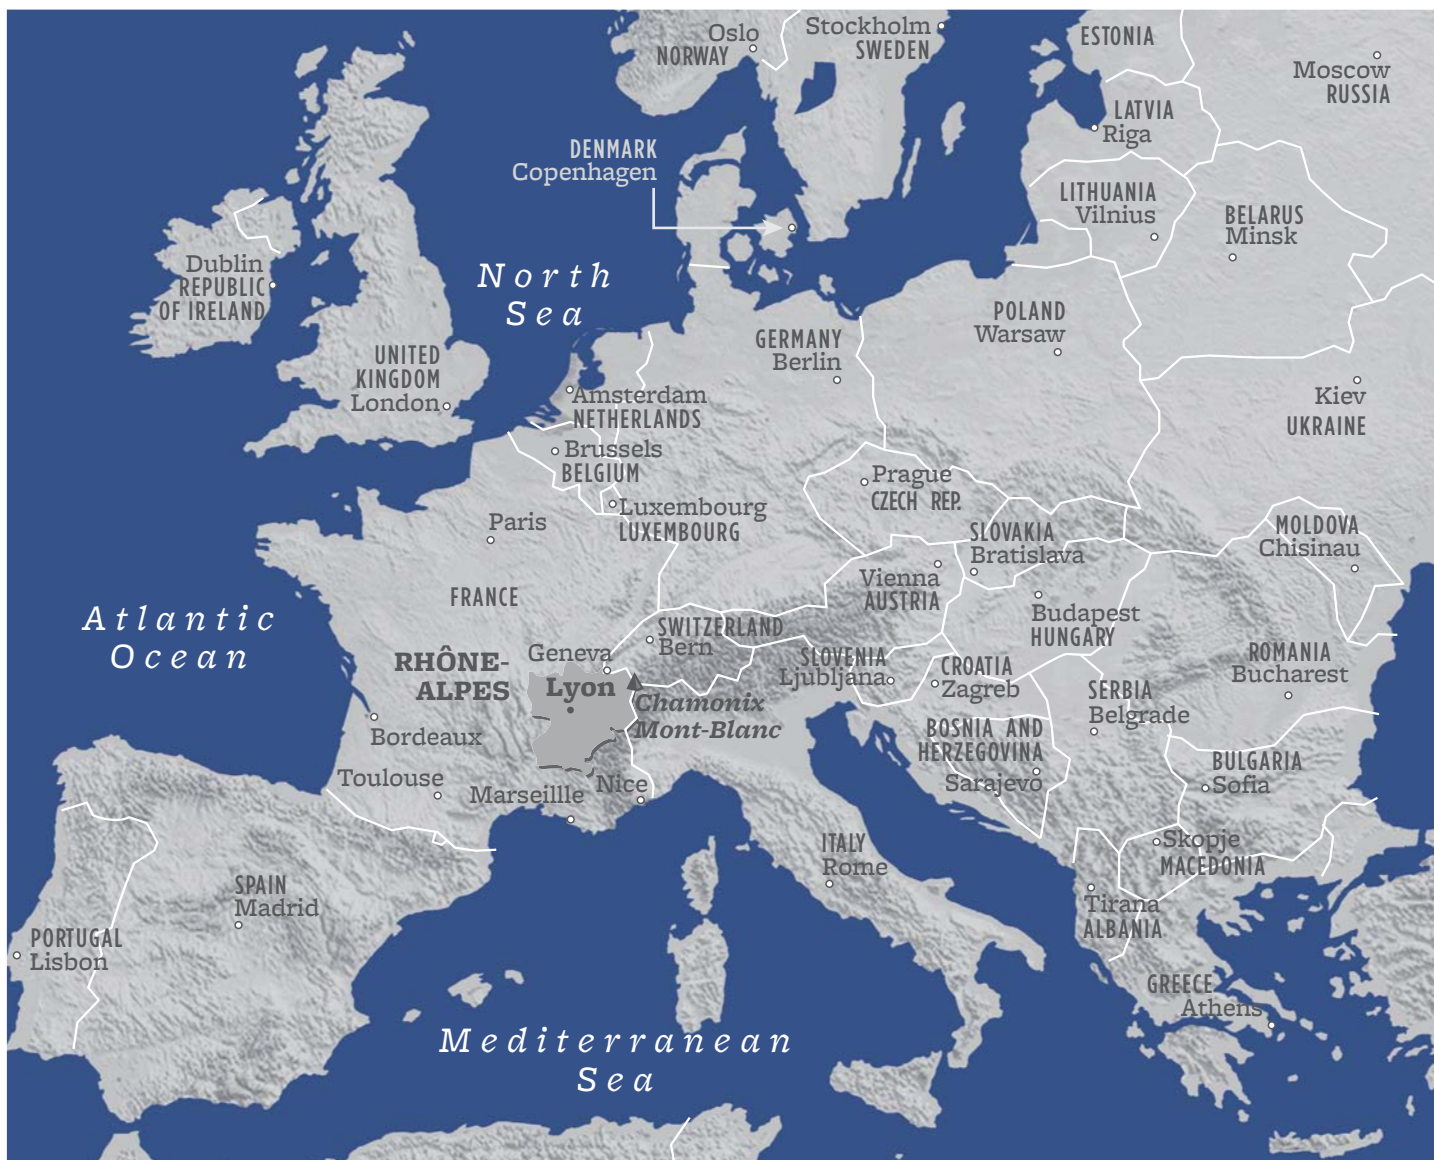 Oslo
NORWAY
Stockholm
SWEDEN
ESTONIA
Moscow
RUSSIA
LATVIA
Riga
DENMARK
Copenhagen
LITHUANIA
Vilnius
BELARUS
Minsk
Dublin
REPUBLIC
OF IRELAND
North
Sea
UNITED
KINGDOM
London
GERMANY
Berlin
POLAND
Warsaw
Kiev
UKRAINE
Amsterdam
NETHERLANDS
Brussels
BELGIUM
Luxembourg
LUXEMBOURG
Prague
CZECH REP.
Paris
SLOVAKIA
Bratislava
MOLDOVA
Chisinau
Vienna
AUSTRIA
FRANCE
Budapest
HUNGARY
Atlantic
Ocean
SWITZERLAND
Bern
Geneva
RHÔNE-
ALPES
Lyon
Chamonix
Mont-Blanc
SLOVENIA
Ljubljana
CROATIA
Zagreb
ROMANIA
Bucharest
SERBIA
Belgrade
BOSNIA AND
HERZEGOVINA
Sarajevo
Bordeaux
Toulouse
Marseillle
Nice
BULGARIA
Sofia
ITALY
Rome
Skopje
MACEDONIA
SPAIN
Madrid
Tirana
ALBANIA
PORTUGAL
Lisbon
GREECE
Athens
Mediterranean
Sea